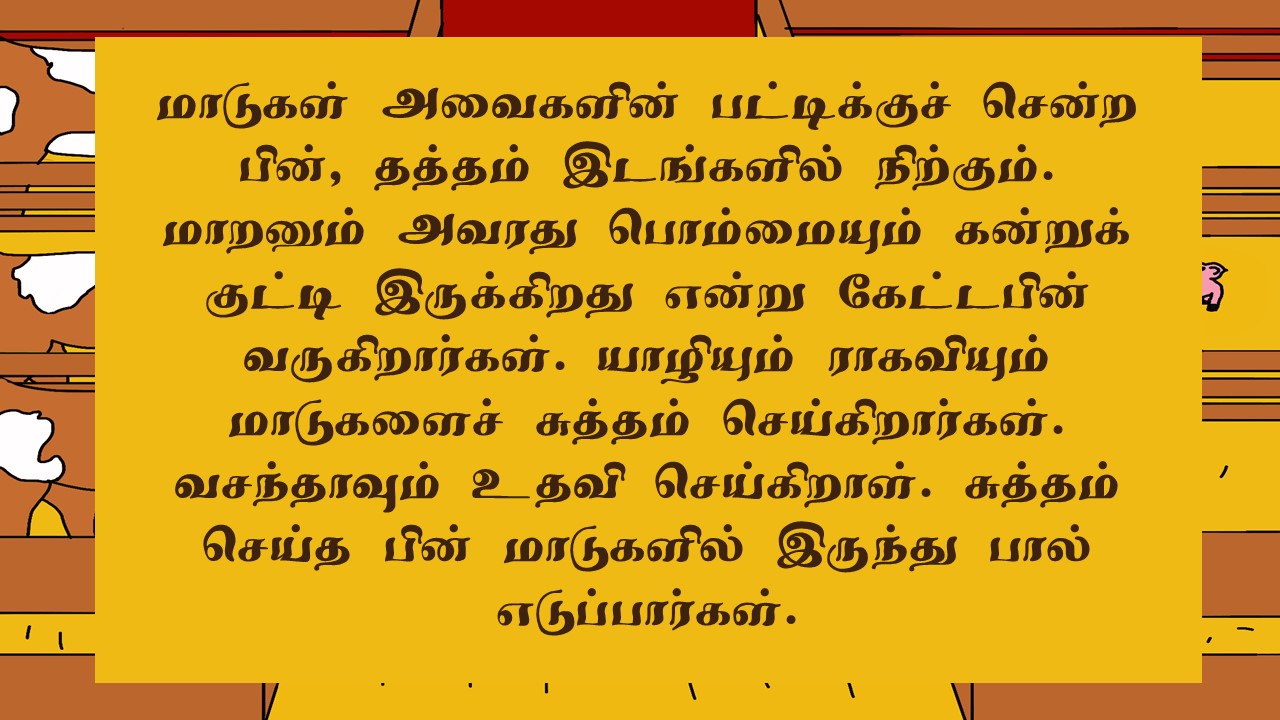 மாடுகள் அவைகளின் பட்டிக்குச் சென்ற
பின், தத்தம் இடங்களில் நிற்கும்.
மாறனும் அவரது பொம்மையும் கன்றுக்
குட்டி இருக்கிறது என்று கேட்டபின்
வருகிறார்கள். யாழியும் ராகவியும்
மாடுகளைச் சுத்தம் செய்கிறார்கள்.
வசந்தாவும் உதவி செய்கிறாள். சுத்தம்
செய்த பின் மாடுகளில் இருந்து பால்
எடுப்பார்கள்.